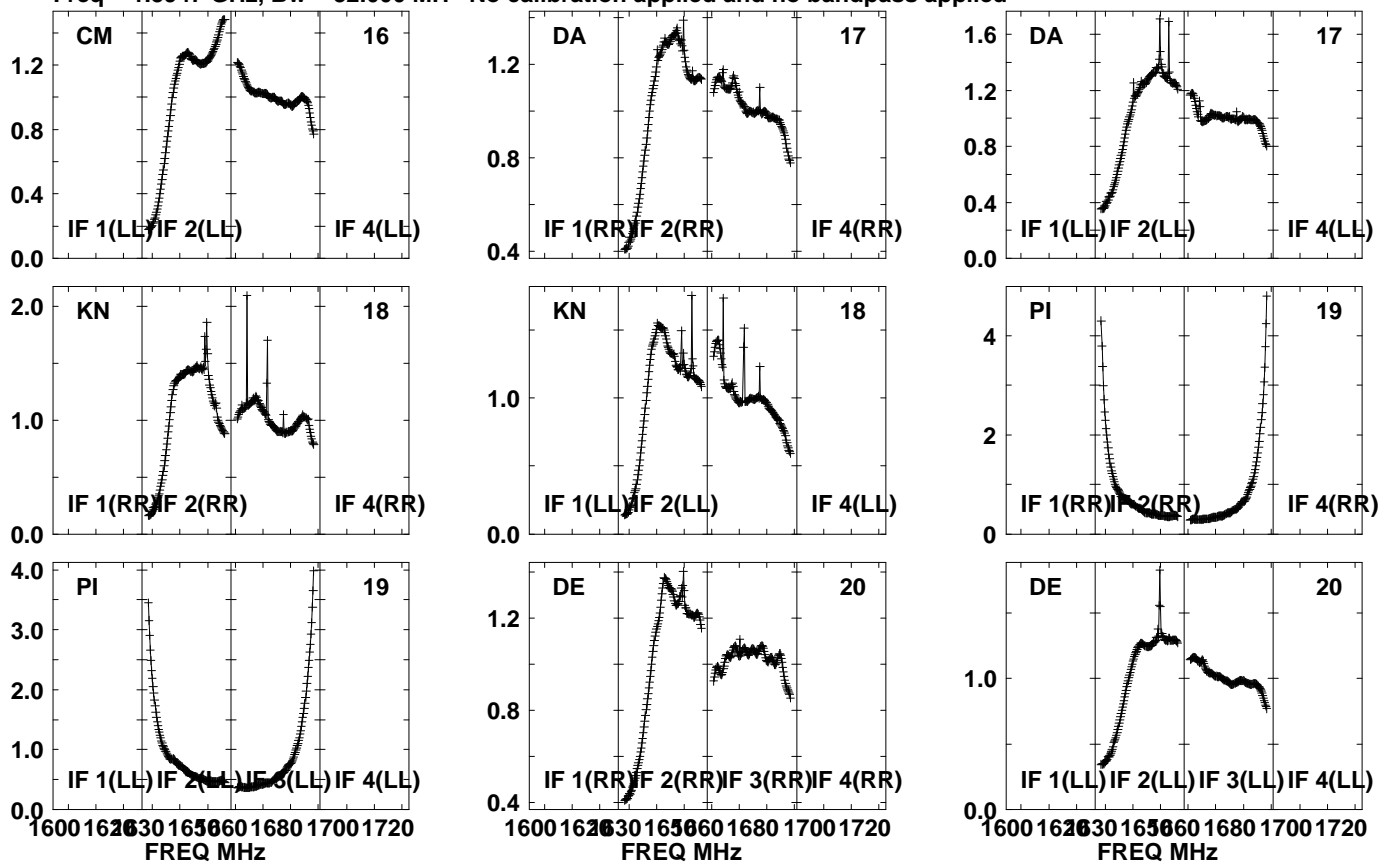 No calibration applied and no bandpass applied
CM 16
1.2
0.8
0.4
0.0
IF 1(LL) IF 2(LL) IF 4(LL)
DA 17
1.2
0.8
0.4
IF 1(RR) IF 2(RR) IF 4(RR)
DA 17
1.6
1.2
0.8
0.4
0.0
IF 1(LL) IF 2(LL) IF 4(LL)
KN 18
2.0
1.5
1.0
0.5
0.0
IF 1(RR) IF 2(RR) IF 4(RR)
KN 18
1.0
0.0
IF 1(LL) IF 2(LL) IF 4(LL)
PI 19
4
2
0
IF 1(RR) IF 2(RR) IF 4(RR)
PI 19
4.0
3.0
2.0
1.0
0.0
IF 1(LL) IF 2(LL) IF 3(LL) IF 4(LL)
DE 20
1.2
0.8
0.4
IF 1(RR) IF 2(RR) IF 3(RR) IF 4(RR)
DE 20
1.0
0.0
IF 1(LL) IF 2(LL) IF 3(LL) IF 4(LL)
1600 1630 1650 1660 1680 1700 1720
FREQ MHz
1600 1630 1650 1660 1680 1700 1720
FREQ MHz
1600 1630 1650 1660 1680 1700 1720
FREQ MHz